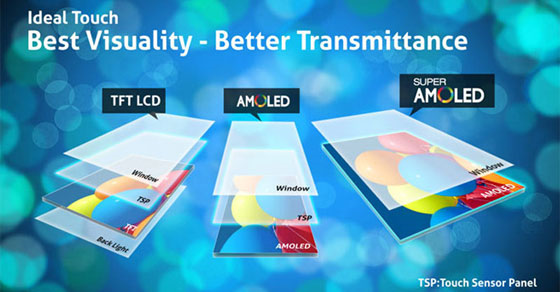 Ideal Touch
Best Visuality - Better Transmittance
TFT LCD
AMOLED
SUPER
AMOLED
Window
TSP
Back Light
Window
TSP
AMOLED
Window
AMOLED
TSP:Touch Sensor Panel